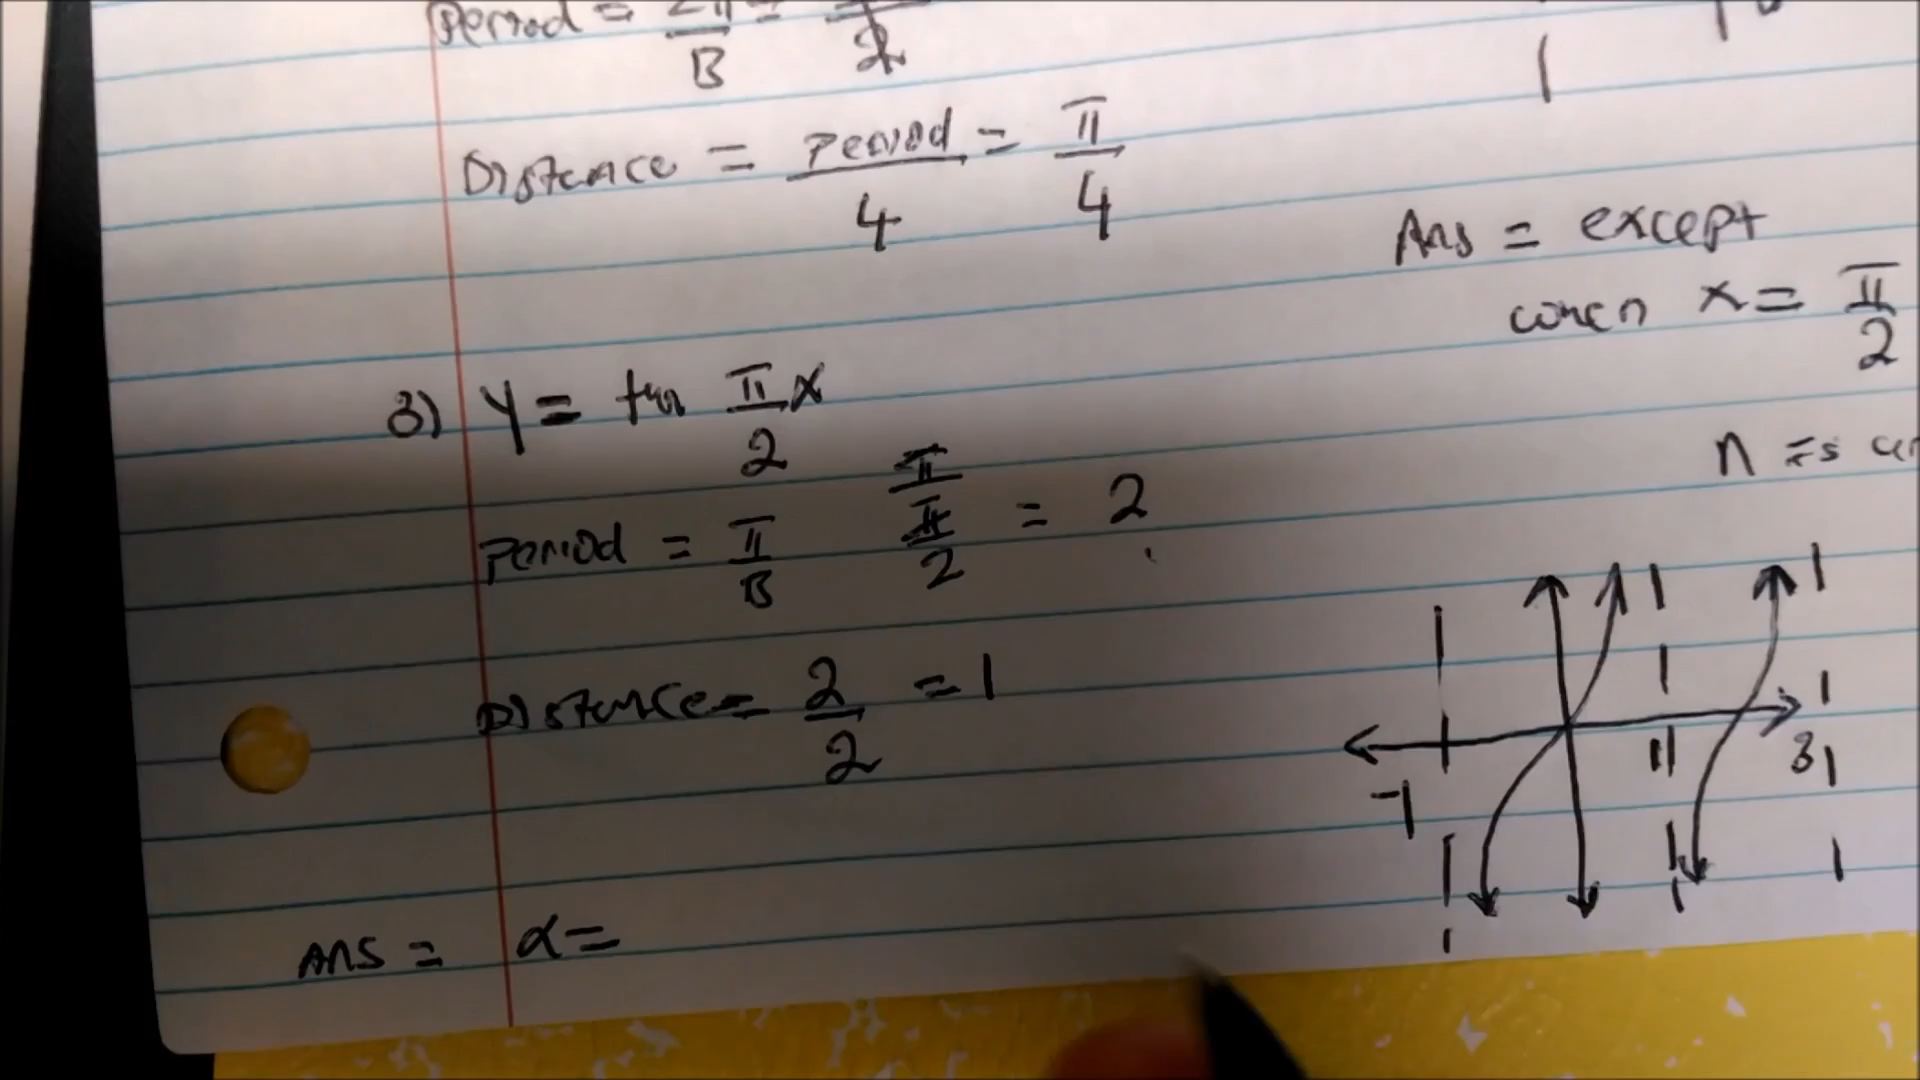 Period = 2π/B =
2
Distance = Period/4 = π/4
Ans = except
when x = π/2
3) y = tan π/2 x
n =
Period = π/B π/(π/2) = 2
Distance = 2/2 = 1
-1 1 3
Ans = x =